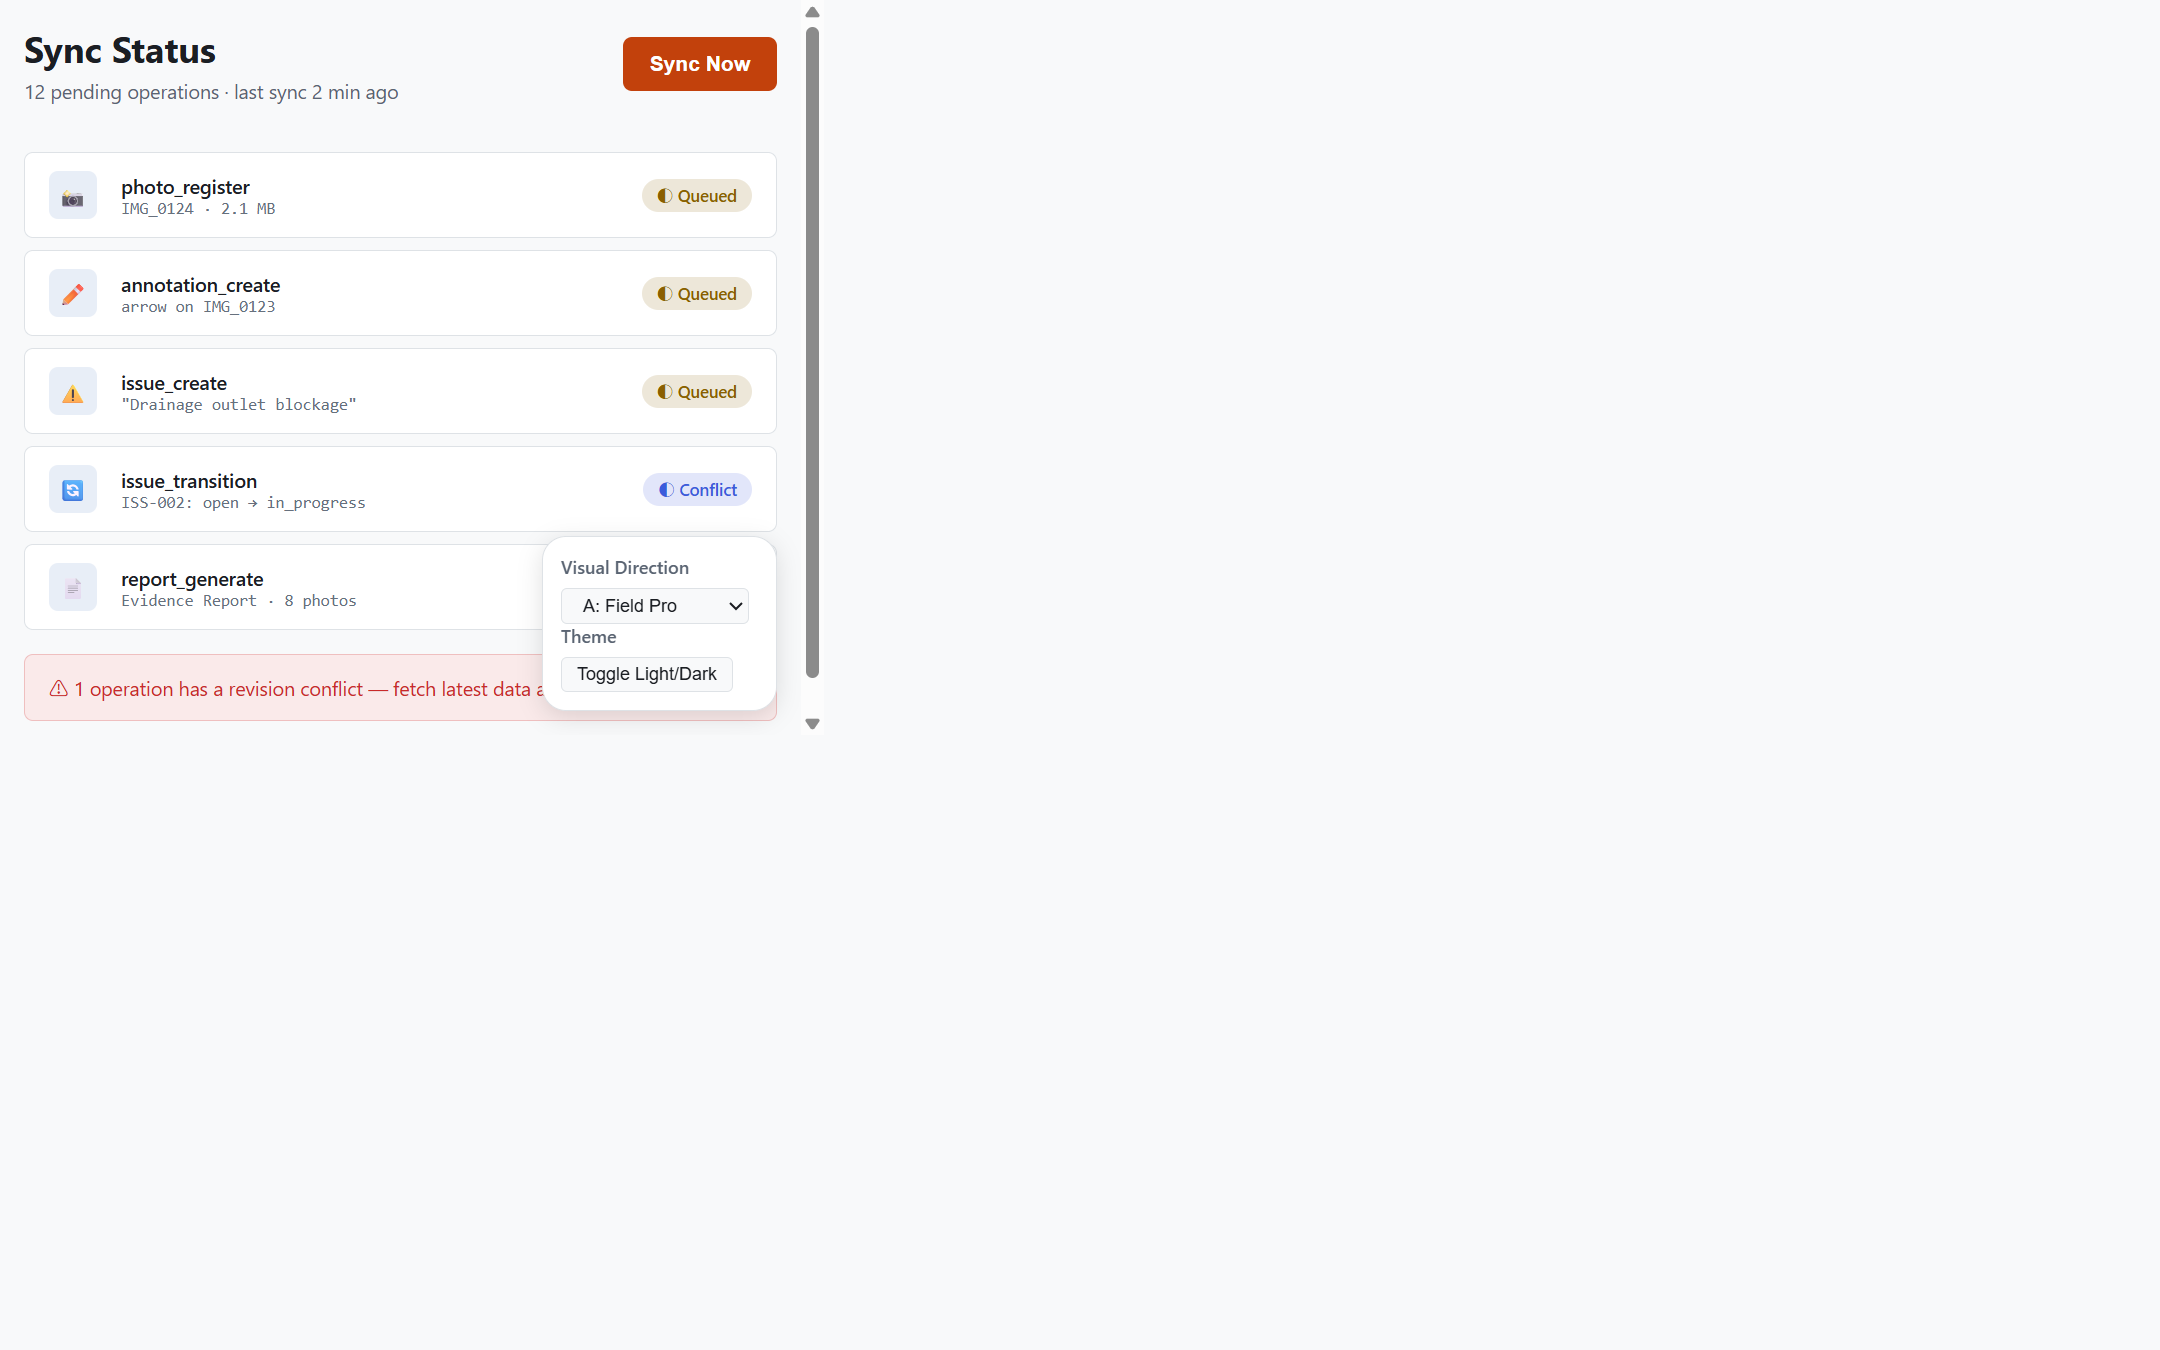 Sync Status
12 pending operations · last sync 2 min ago
Sync Now
photo_register
IMG_0124 · 2.1 MB
Queued
annotation_create
arrow on IMG_0123
Queued
issue_create
"Drainage outlet blockage"
Queued
issue_transition
ISS-002: open → in_progress
Conflict
report_generate
Evidence Report · 8 photos
⚠ 1 operation has a revision conflict — fetch latest data
Visual Direction
A: Field Pro
Theme
Toggle Light/Dark